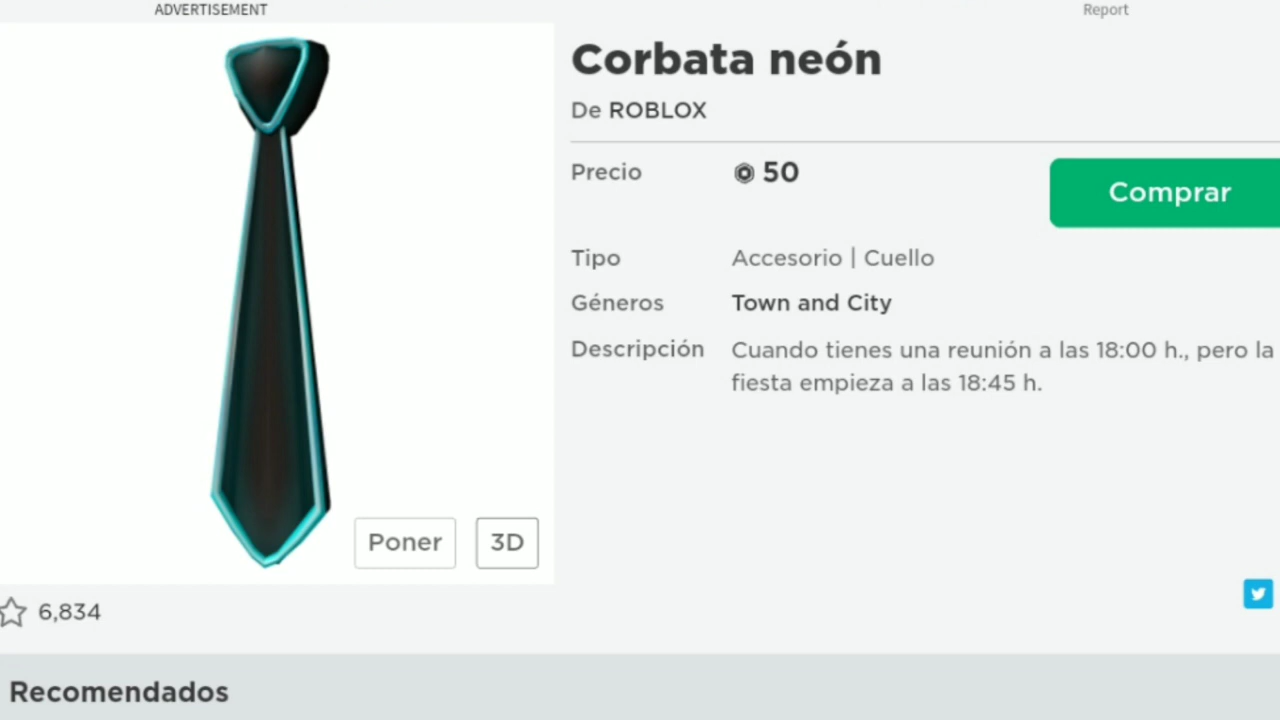 ADVERTISEMENT
Report
Corbata neón
De ROBLOX
Precio
50
Comprar
Tipo
Accesorio | Cuello
Géneros
Town and City
Descripción
Cuando tienes una reunión a las 18:00 h., pero la
fiesta empieza a las 18:45 h.
Poner
3D
6,834
Recomendados